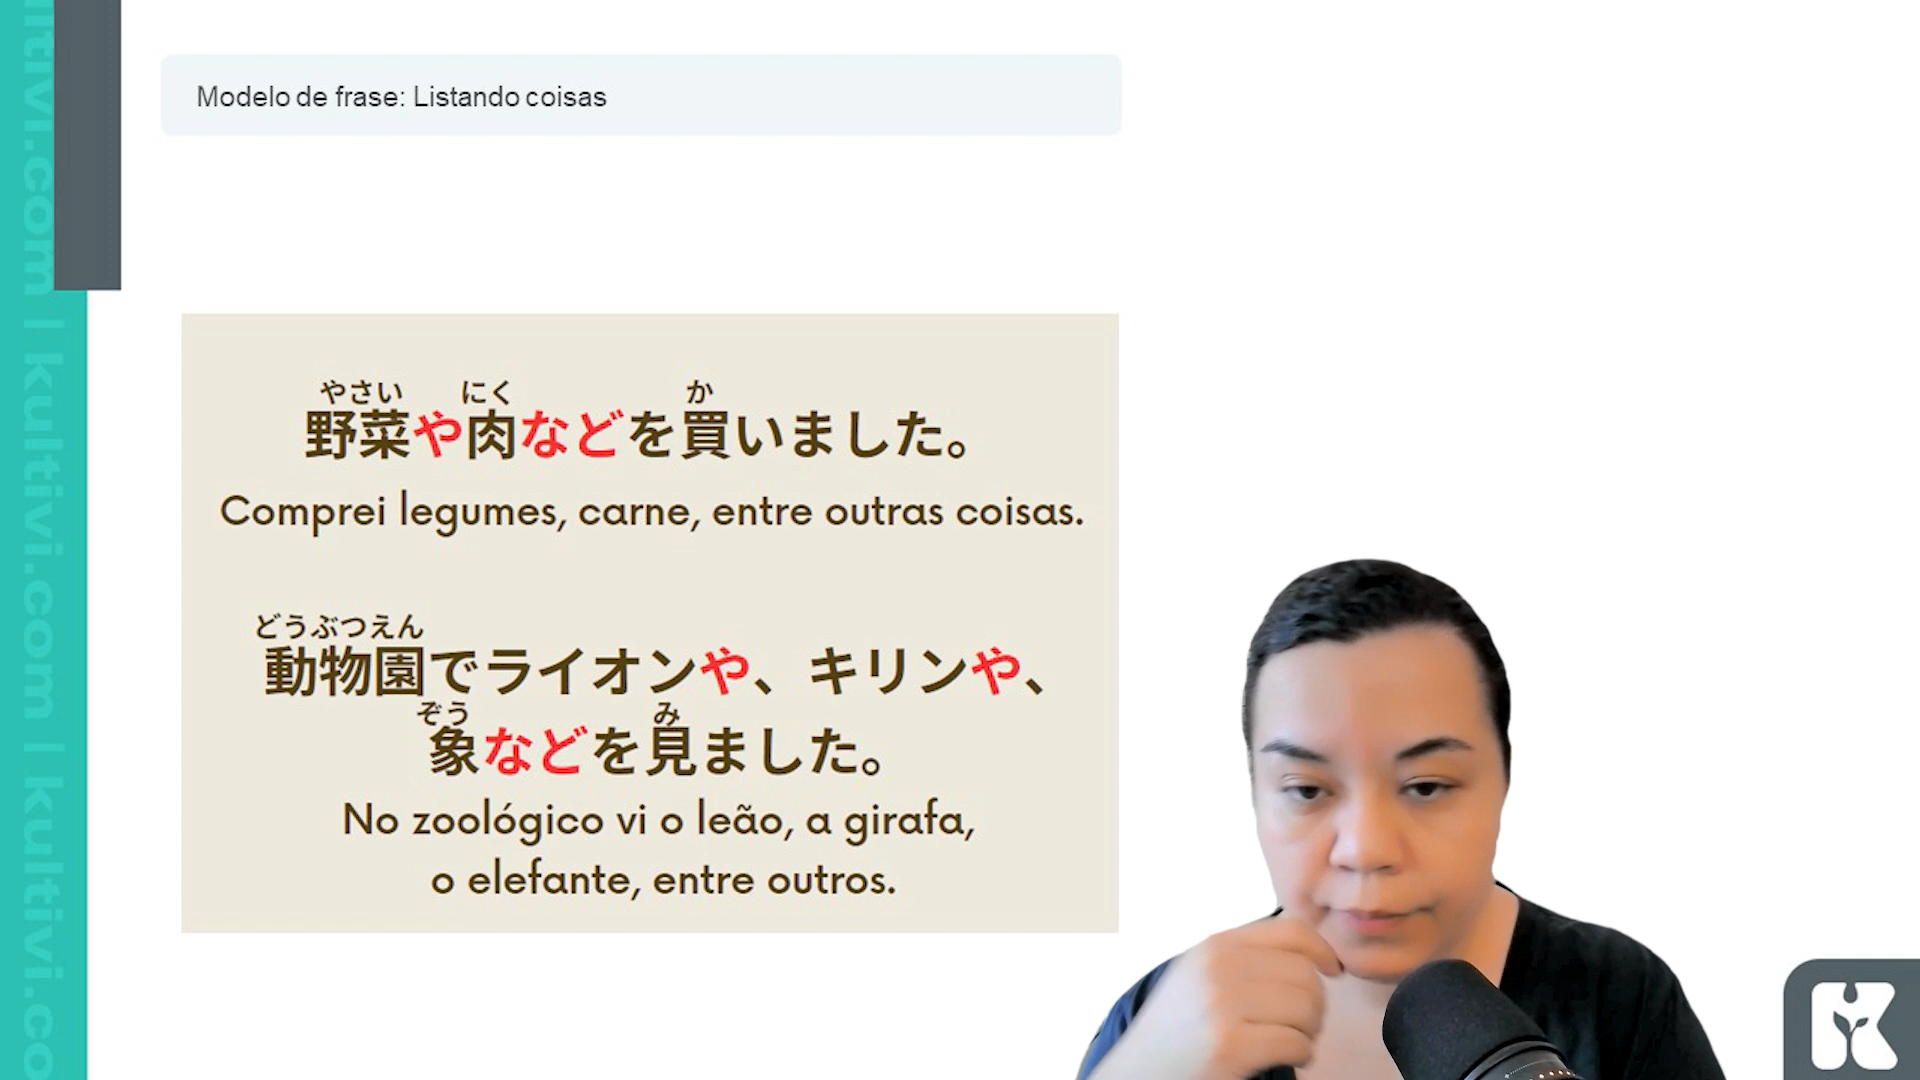 Modelo de frase: Listando coisas
やさい にく か
野菜や肉などを買いました。
Comprei legumes, carne, entre outras coisas.
どうぶつえん
動物園でライオンや、キリンや、
ぞう み
象などを見ました。
No zoológico vi o leão, a girafa,
o elefante, entre outros.
ultivi.com | kultivi.com | kultivi.co